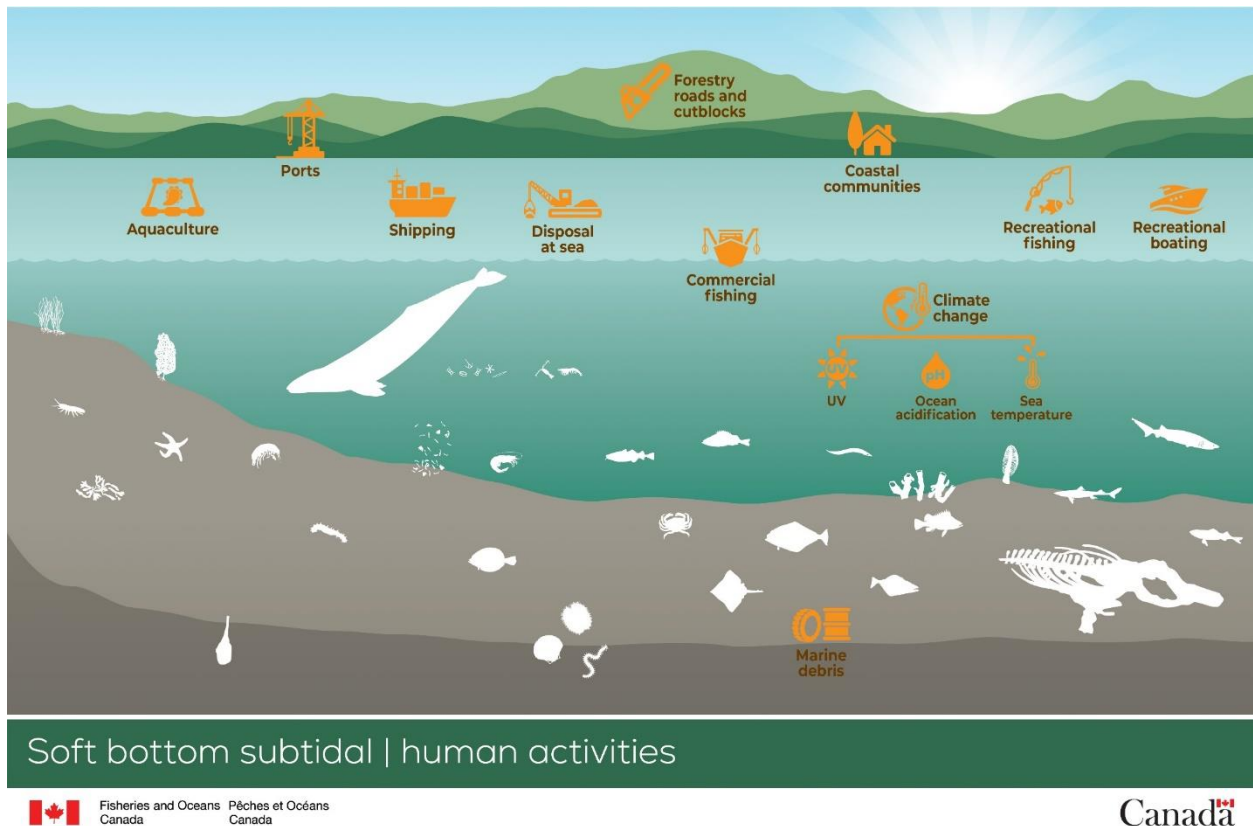 Forestry
roads and
cutblocks
Ports
Coastal
communities
Aquaculture
Shipping
Disposal
at sea
Recreational
fishing
Recreational
boating
Commercial
fishing
Climate
change
UV
pH
UV
Ocean
acidification
Sea
temperature
Marine
debris
Soft bottom subtidal | human activities
Fisheries and Oceans
Canada
Pêches et Océans
Canada
Canada